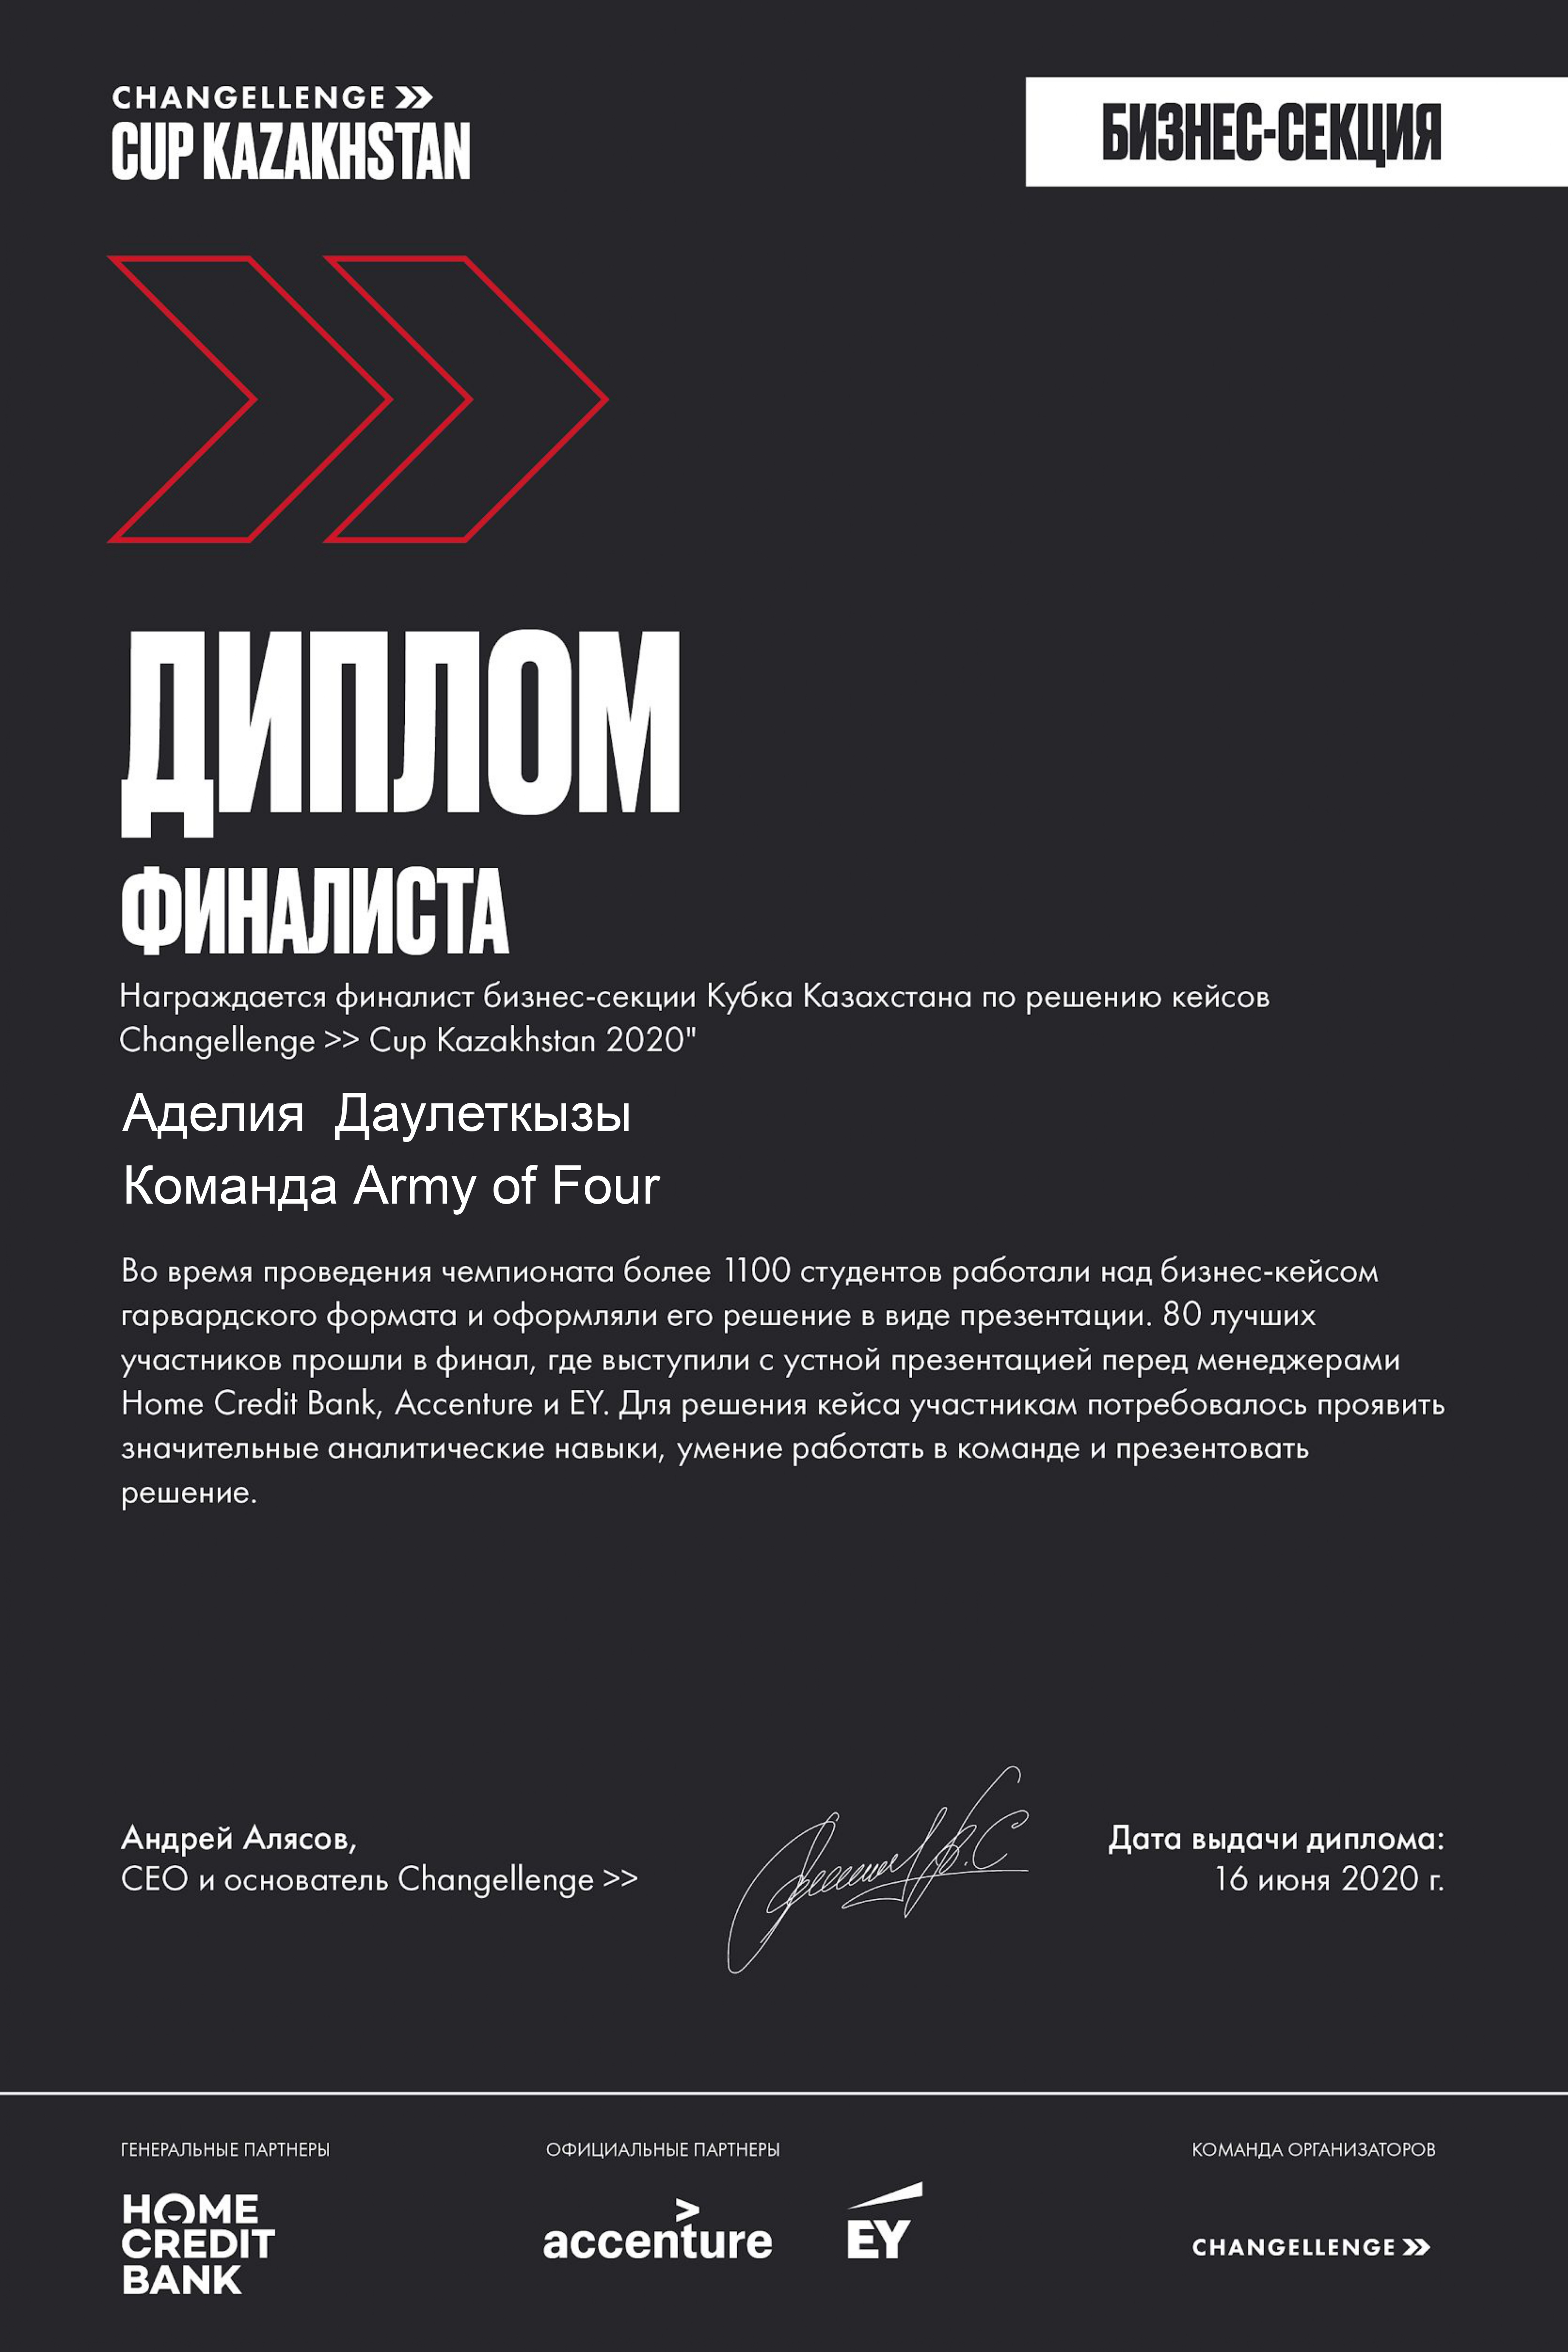 CHANGELLENGE >>
CUP KAZAKHSTAN
БИЗНЕС-СЕКЦИЯ
ДИПЛОМ
ФИНАЛИСТА
Награждается финалист бизнес-секции Кубка Казахстана по решению кейсов
Changellenge >> Cup Kazakhstan 2020"
Аделия Даулеткызы
Команда Army of Four
Во время проведения чемпионата более 1100 студентов работали над бизнес-кейсом
гарвардского формата и оформляли его решение в виде презентации. 80 лучших
участников прошли в финал, где выступили с устной презентацией перед менеджерами
Home Credit Bank, Accenture и EY. Для решения кейса участникам потребовалось проявить
значительные аналитические навыки, умение работать в команде и презентовать
решение.
Андрей Алясов,
CEO и основатель Changellenge >>
Дата выдачи диплома:
16 июня 2020 г.
ГЕНЕРАЛЬНЫЕ ПАРТНЕРЫ
HOME
CREDIT
BANK
ОФИЦИАЛЬНЫЕ ПАРТНЕРЫ
accenture
EY
КОМАНДА ОРГАНИЗАТОРОВ
CHANGELLENGE >>